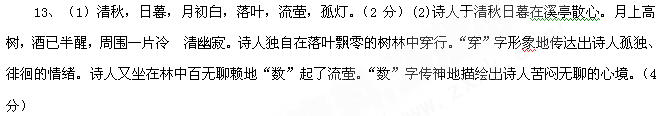 13、（1）清秋，日暮，月初白，落叶，流萤，孤灯。（2 分）(2)诗人于清秋日暮在溪亭散心。月上高
树，酒已半醒，周围一片冷 清幽寂。诗人独自在落叶飘零的树林中穿行。“穿”字形象地传达出诗人孤独、
徘徊的情绪。诗人又坐在林中百无聊赖地“数”起了流萤。“数”字传神地描绘出诗人苦闷无聊的心境。（4
分）